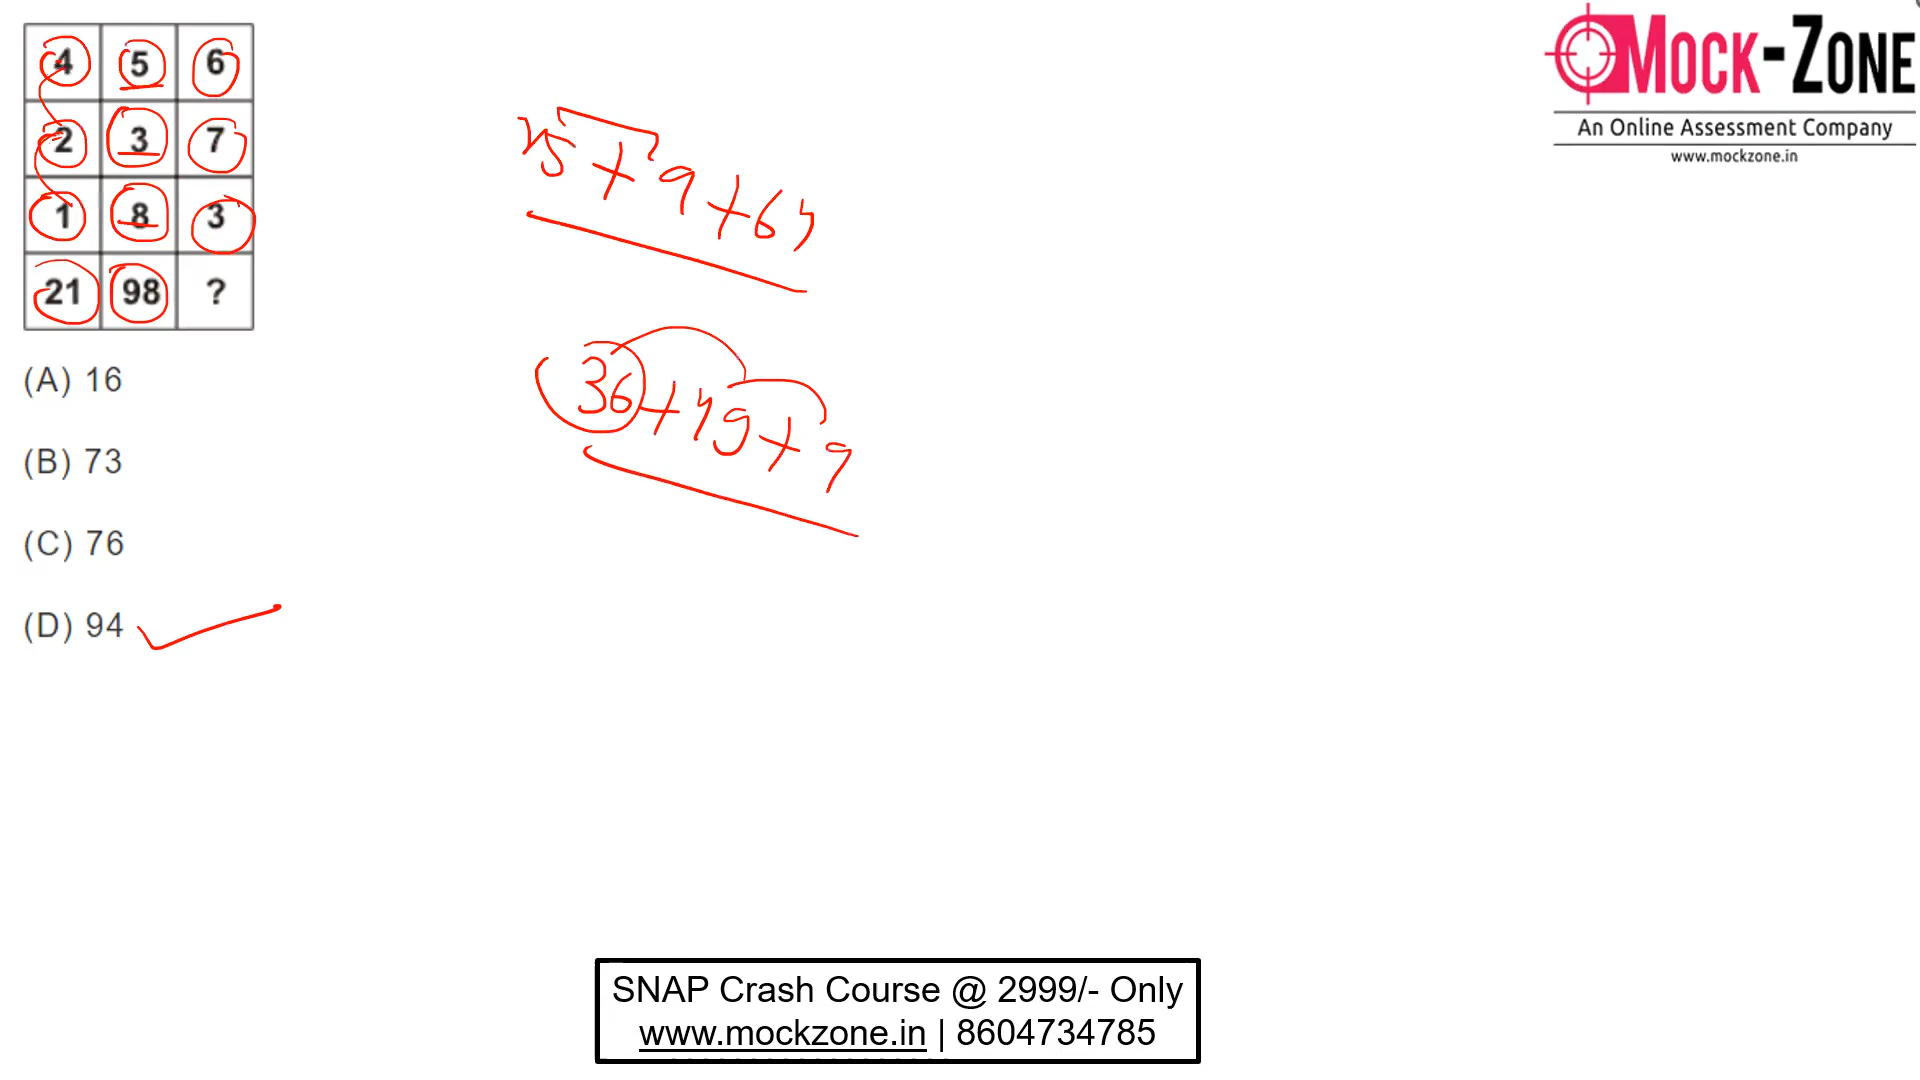 4 5 6
2 3 7
1 8 3
21 98 ?
(A) 16
(B) 73
(C) 76
(D) 94
25 + 9 + 64
36 + 49 + 9
MOCK-ZONE
An Online Assessment Company
www.mockzone.in
SNAP Crash Course @ 2999/- Only
www.mockzone.in | 8604734785